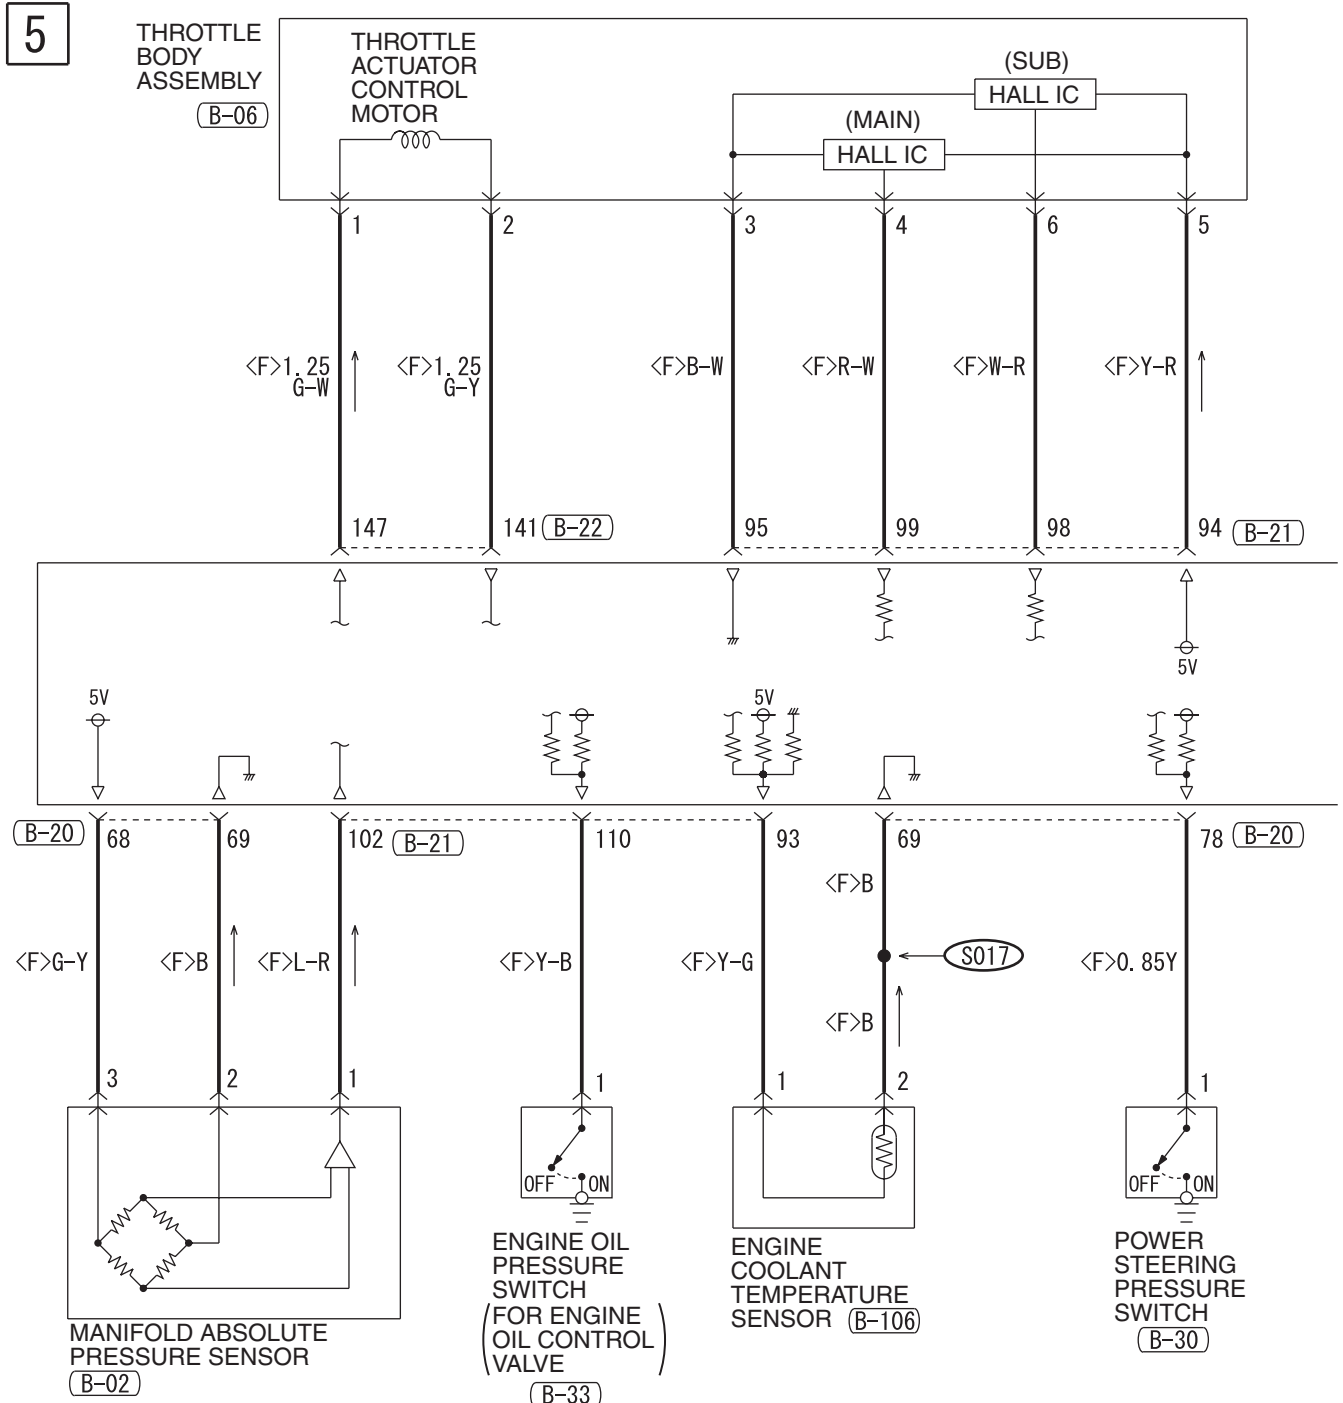 5
THROTTLE
BODY
ASSEMBLY
B-06
THROTTLE
ACTUATOR
CONTROL
MOTOR
(SUB)
HALL IC
(MAIN)
HALL IC
1 2 3 4 6 5
<F>1.25
G-W
<F>1.25
G-Y
<F>B-W
<F>R-W
<F>W-R
<F>Y-R
147 141 B-22 95 99 98 94 B-21
5V
5V 5V
B-20 68 69 102 B-21 110 93 69 78 B-20
<F>B
<F>G-Y <F>B <F>L-R <F>Y-B <F>Y-G S017 <F>0.85Y
<F>B
3 2 1 1 1 2 1
OFF ON
OFF ON
MANIFOLD ABSOLUTE
PRESSURE SENSOR
B-02
ENGINE OIL
PRESSURE
SWITCH
(FOR ENGINE
OIL CONTROL
VALVE)
B-33
ENGINE
COOLANT
TEMPERATURE
SENSOR B-106
POWER
STEERING
PRESSURE
SWITCH
B-30